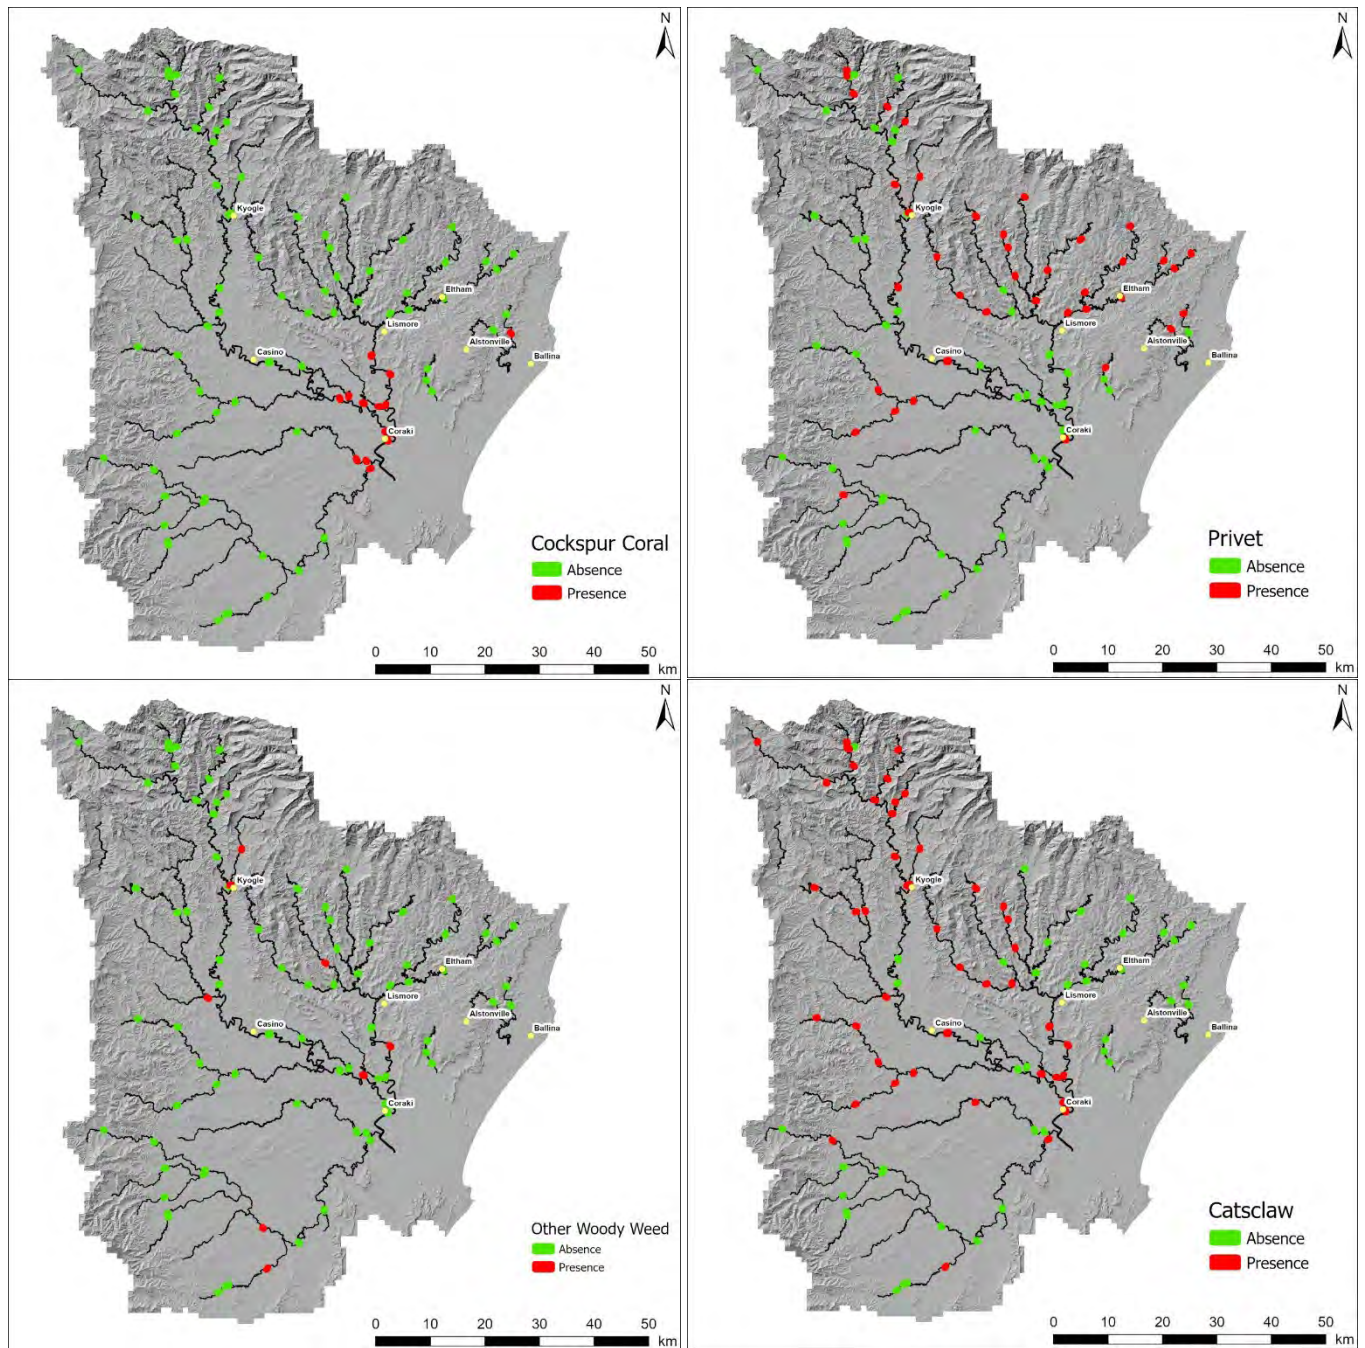 N
Kyogle
Eltham
Lismore
Alstonville
Ballina
Casino
Coraki
Cockspur Coral
Absence
Presence
0 10 20 30 40 50
km
N
Kyogle
Eltham
Lismore
Alstonville
Ballina
Casino
Coraki
Privet
Absence
Presence
0 10 20 30 40 50
km
N
Kyogle
Eltham
Lismore
Alstonville
Ballina
Casino
Coraki
Other Woody Weed
Absence
Presence
0 10 20 30 40 50
km
N
Kyogle
Eltham
Lismore
Alstonville
Ballina
Casino
Coraki
Catsclaw
Absence
Presence
0 10 20 30 40 50
km